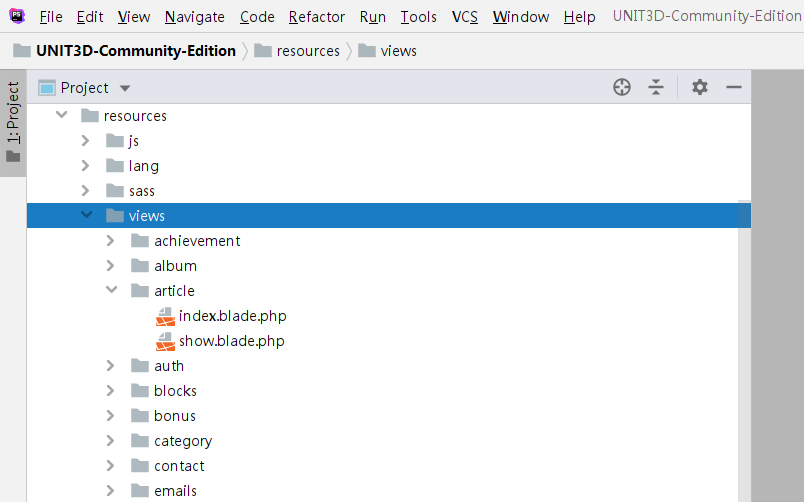 PS File Edit View Navigate Code Refactor Run Tools VCS Window Help UNIT3D-Community-Edition
UNIT3D-Community-Edition resources views
1: Project
Project
resources
js
lang
sass
views
achievement
album
article
index.blade.php
show.blade.php
auth
blocks
bonus
category
contact
emails